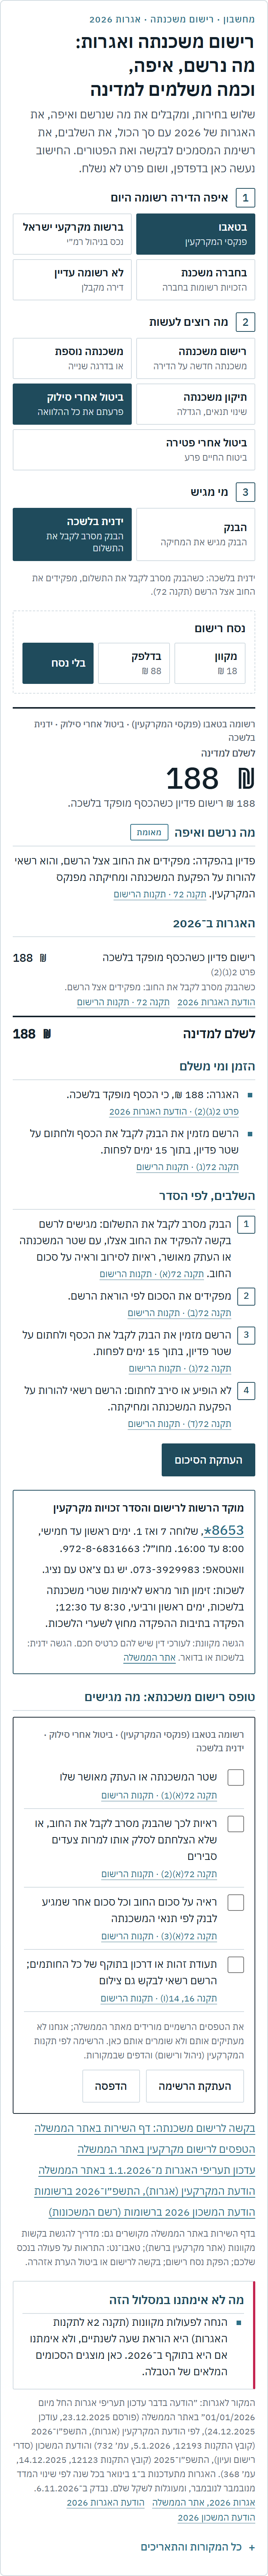 מחשבון · רישום משכנתה · אגרות 2026
רישום משכנתה ואגרות:
מה נרשם, איפה,
וכמה משלמים למדינה
שלוש בחירות, ומקבלים את מה שנרשם ואיפה, את
האגרות של 2026 עם סך הכול, את השלבים, את
רשימת המסמכים לבקשה ואת הפטורים. החישוב
נעשה כאן בדפדפן, ושום פרט לא נשלח.
1 איפה הדירה רשומה היום
בטאבו
פנקסי המקרקעין
ברשות מקרקעי ישראל
נכס בניהול רמ״י
בחברה משכנת
הזכויות רשומות בחברה
לא רשומה עדיין
דירה מקבלן
2 מה רוצים לעשות
רישום משכנתה
משכנתה חדשה על הדירה
משכנתה נוספת
או בדרגה שנייה
תיקון משכנתה
שינוי תנאים, הגדלה
ביטול אחרי סילוק
פרעתם את כל ההלוואה
ביטול אחרי פטירה
ביטוח החיים פרע
3 מי מגיש
הבנק
הבנק מגיש את המחיקה
ידנית בלשכה
הבנק מסרב לקבל את
התשלום
ידנית בלשכה: כשהבנק מסרב לקבל את התשלום, מפקידים את
החוב אצל הרשם (תקנה 72).
נסח רישום
מקוון
18 ₪
בדלפק
88 ₪
בלי נסח
רשומה בטאבו (פנקסי המקרקעין) · ביטול אחרי סילוק · ידנית
בלשכה
לשלם למדינה
188 ₪
188 ₪ רישום פדיון כשהכסף מופקד בלשכה.
מה נרשם ואיפה מאומת
פדיון בהפקדה: מפקידים את החוב אצל הרשם, והוא רשאי
להורות על הפקעת המשכנתה ומחיקתה מפנקס
המקרקעין. תקנה 72 · תקנות הרישום
האגרות ב־2026
רישום פדיון כשהכסף מופקד בלשכה 188 ₪
פרט 2(ג)(2)
כשהבנק מסרב לקבל את החוב: מפקידים אצל הרשם.
הודעת האגרות 2026 תקנה 72 · תקנות הרישום
לשלם למדינה 188 ₪
הזמן ומי משלם
האגרה: 188 ₪, כי הכסף מופקד בלשכה.
פרט 2(ג)(2) · הודעת האגרות 2026
הרשם מזמין את הבנק לקבל את הכסף ולחתום על
שטר פדיון, בתוך 15 ימים לפחות.
תקנה 72(ג) · תקנות הרישום
השלבים, לפי הסדר
1 הבנק מסרב לקבל את התשלום: מגישים לרשם
בקשה להפקיד את החוב אצלו, עם שטר המשכנתה
או העתק מאושר, ראיות לסירוב וראיה על סכום
החוב. תקנה 72(א) · תקנות הרישום
2 מפקידים את הסכום לפי הוראת הרשם.
תקנה 72(ב) · תקנות הרישום
3 הרשם מזמין את הבנק לקבל את הכסף ולחתום על
שטר פדיון, בתוך 15 ימים לפחות.
תקנה 72(ג) · תקנות הרישום
4 לא הופיע או סירב לחתום: הרשם רשאי להורות על
הפקעת המשכנתה ומחיקתה.
תקנה 72(ד) · תקנות הרישום
העתקת הסיכום
מוקד הרשות לרישום והסדר זכויות מקרקעין
*8653, שלוחה 7 ואז 1. ימים ראשון עד חמישי,
8:00 עד 16:00. מחו״ל: 972-8-6831663.
וואטסאפ: 073-3929983. יש גם צ׳אט עם נציג.
לשכות: זימון תור מראש לאימות שטרי משכנתה
בלשכות, ימים ראשון ורביעי, 8:30 עד 12:30;
הפקדה בתיבות ההפקדה מחוץ לשערי הלשכות.
הגשה מקוונת: לעורכי דין שיש להם כרטיס חכם. הגשה ידנית:
בלשכות או בדואר. אתר הממשלה
טופס רישום משכנתא: מה מגישים
רשומה בטאבו (פנקסי המקרקעין) · ביטול אחרי סילוק ·
ידנית בלשכה
שטר המשכנתה או העתק מאושר שלו
תקנה 72(א)(1) · תקנות הרישום
ראיות לכך שהבנק מסרב לקבל את החוב, או
שלא הצלחתם לסלק אותו למרות צעדים
סבירים
תקנה 72(א)(2) · תקנות הרישום
ראיה על סכום החוב וכל סכום אחר שמגיע
לבנק לפי תנאי המשכנתה
תקנה 72(א)(3) · תקנות הרישום
תעודת זהות או דרכון בתוקף של כל החותמים;
הרשם רשאי לבקש גם צילום
תקנה 16, 14(ו) · תקנות הרישום
את הטפסים הרשמיים מורידים מאתר הממשלה; אנחנו לא
מעתיקים אותם ולא שומרים אותם כאן. הרשימה לפי תקנות
המקרקעין (ניהול ורישום) והדפים שבמקורות.
העתקת הרשימה
הדפסה
בקשה לרישום משכנתה: דף השירות באתר הממשלה
הטפסים לרישום מקרקעין באתר הממשלה
עדכון תעריפי האגרות מ־1.1.2026 באתר הממשלה
הודעת המקרקעין (אגרות), התשפ״ו־2026 ברשומות
הודעת המשכון 2026 ברשומות (רשם המשכונות)
בדף השירות באתר הממשלה מקושרים גם: מדריך להגשת בקשות
מקוונות (אתר מקרקעין ברשת); טאבו־נט: התראות על פעולה בנכס
שלכם; הפקת נסח רישום; בקשה לרישום או ביטול הערת אזהרה.
מה לא אימתנו במסלול הזה
הנחה לפעולות מקוונות (תקנה 2א לתקנות
האגרות) היא הוראת שעה לשנתיים, ולא אימתנו
אם היא בתוקף ב־2026. כאן מוצגים הסכומים
המלאים של הטבלה.
המקור לאגרות: ״הודעה בדבר עדכון תעריפי אגרות החל מיום
01/01/2026״ באתר הממשלה (פורסם 23.12.2025, עודכן
24.12.2025), לפי הודעת המקרקעין (אגרות), התשפ״ו־2026
(קובץ התקנות 12193, 5.1.2026, עמ׳ 732) והודעת המשכון (סדרי
רישום ועיון), התשפ״ו־2025 (קובץ התקנות 12123, 14.12.2025,
עמ׳ 368). האגרות מתעדכנות ב־1 בינואר בכל שנה לפי שינוי המדד
מנובמבר לנובמבר, ומעוגלות לשקל שלם. נבדק ב־6.11.2026.
אגרות 2026, אתר הממשלה הודעת האגרות 2026
הודעת המשכון 2026
+ כל המקורות והתאריכים